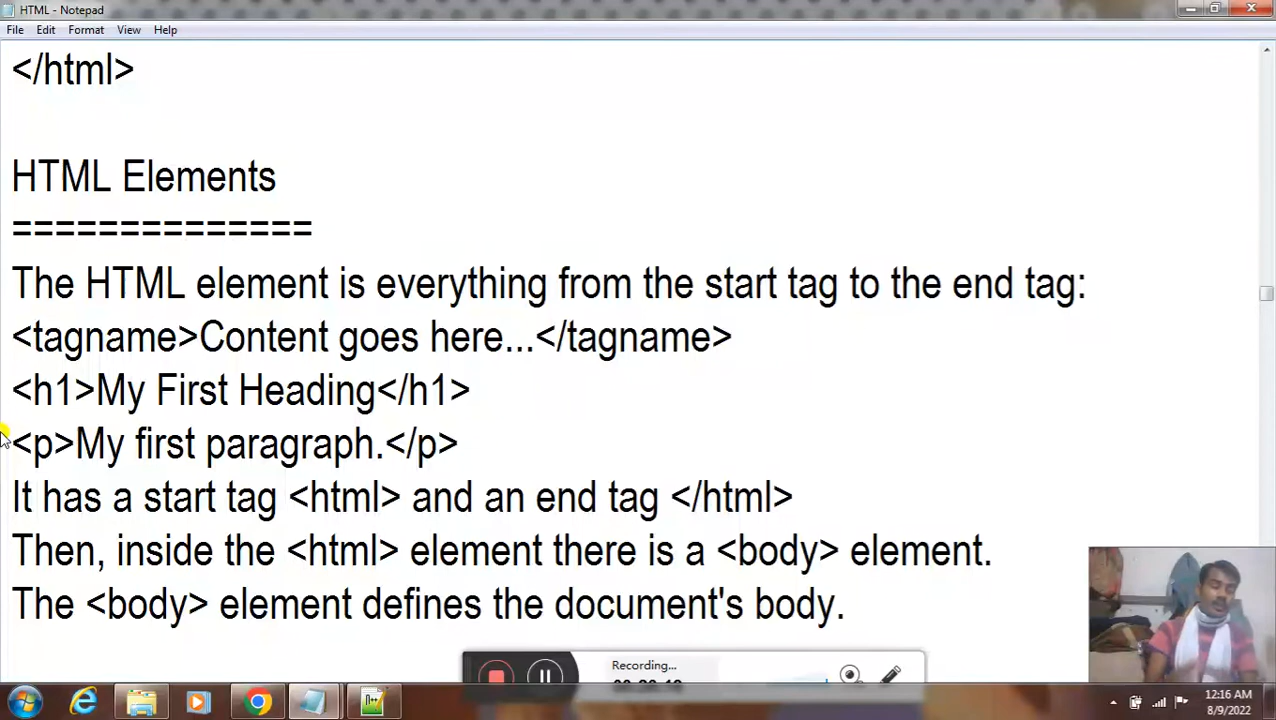 HTML - Notepad
File Edit Format View Help
</html>
HTML Elements
==============
The HTML element is everything from the start tag to the end tag:
<tagname>Content goes here...</tagname>
<h1>My First Heading</h1>
<p>My first paragraph.</p>
It has a start tag <html> and an end tag </html>
Then, inside the <html> element there is a <body> element.
The <body> element defines the document's body.
Recording...
12:16 AM
8/9/2022